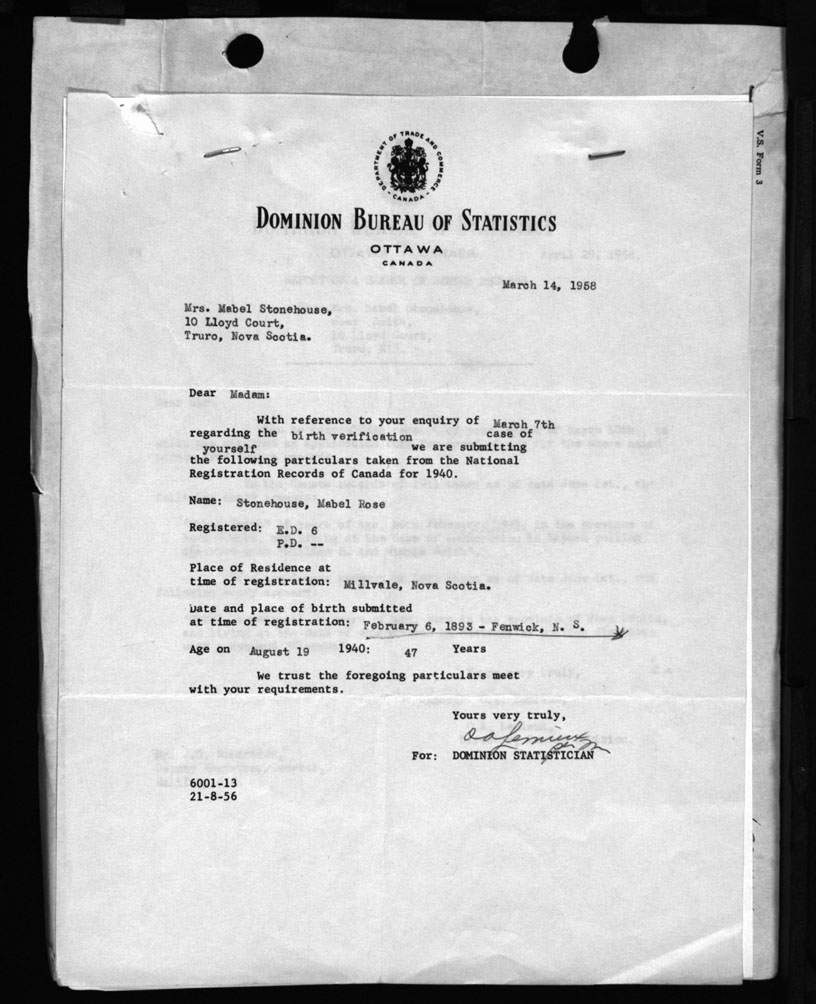 V.S. Form 3
DEPARTMENT OF TRADE AND COMMERCE
- CANADA -
DOMINION BUREAU OF STATISTICS
OTTAWA
CANADA
March 14, 1958
Mrs. Mabel Stonehouse,
10 Lloyd Court,
Truro, Nova Scotia.
Dear Madam:
With reference to your enquiry of March 7th
regarding the birth verification case of
yourself we are submitting
the following particulars taken from the National
Registration Records of Canada for 1940.
Name: Stonehouse, Mabel Rose
Registered: E.D. 6
P.D. --
Place of Residence at
time of registration: Millvale, Nova Scotia.
Date and place of birth submitted
at time of registration: February 6, 1893 - Fenwick, N. S.
Age on August 19 1940: 47 Years
We trust the foregoing particulars meet
with your requirements.
Yours very truly,
For: DOMINION STATISTICIAN
6001-13
21-8-56